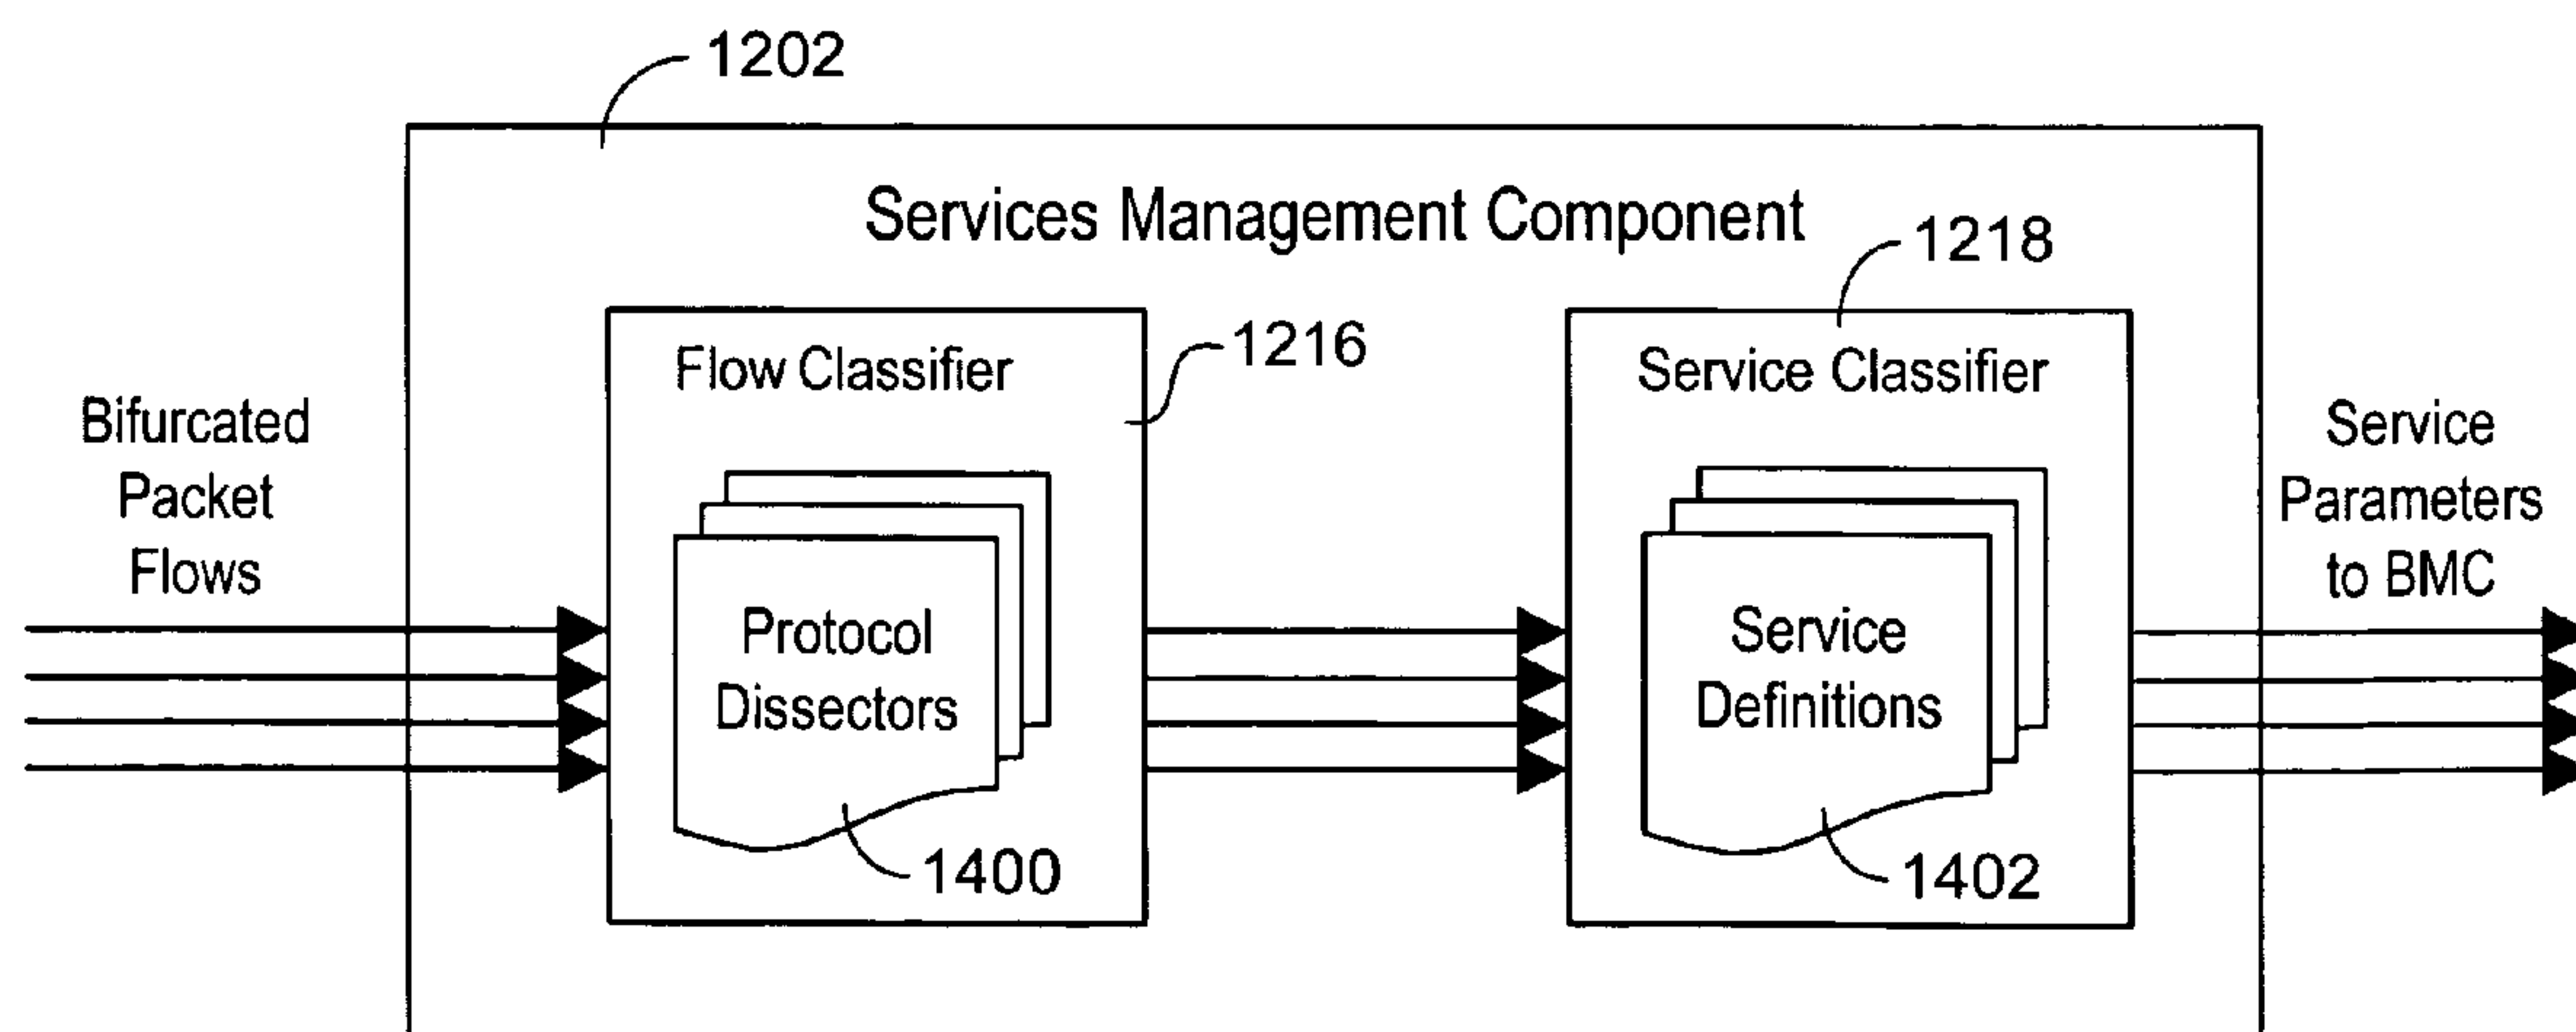 1202
Services Management Component
1218
1216
Flow Classifier
Service Classifier
Bifurcated
Packet
Flows
Service
Parameters
to BMC
Protocol
Dissectors
Service
Definitions
1400
1402